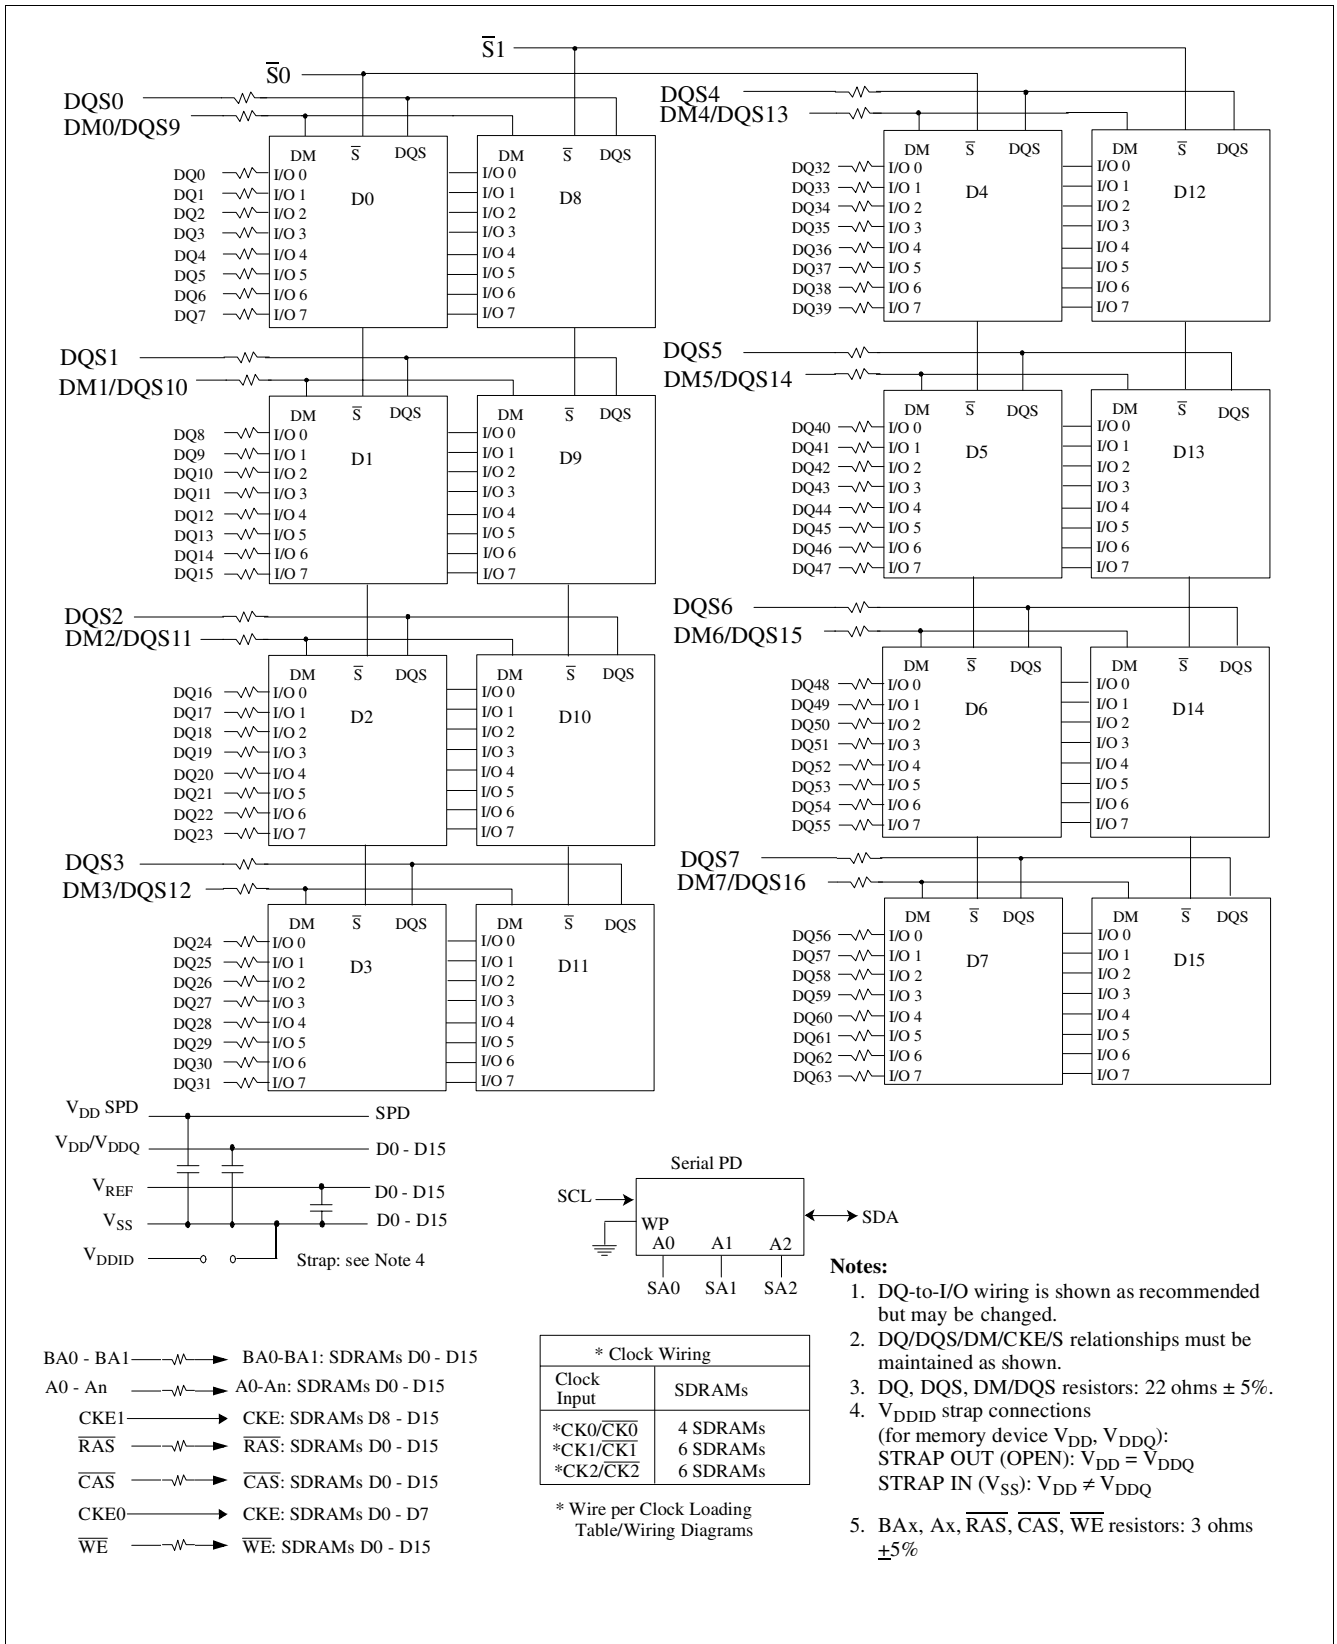 S̅1
S̅0
DQS0
DM0/DQS9
DM S̅ DQS
D0
DQ0 I/O 0
DQ1 I/O 1
DQ2 I/O 2
DQ3 I/O 3
DQ4 I/O 4
DQ5 I/O 5
DQ6 I/O 6
DQ7 I/O 7
DM S̅ DQS
D8
I/O 0
I/O 1
I/O 2
I/O 3
I/O 4
I/O 5
I/O 6
I/O 7
DQS4
DM4/DQS13
DM S̅ DQS
D4
DQ32 I/O 0
DQ33 I/O 1
DQ34 I/O 2
DQ35 I/O 3
DQ36 I/O 4
DQ37 I/O 5
DQ38 I/O 6
DQ39 I/O 7
DM S̅ DQS
D12
I/O 0
I/O 1
I/O 2
I/O 3
I/O 4
I/O 5
I/O 6
I/O 7
DQS1
DM1/DQS10
DM S̅ DQS
D1
DQ8 I/O 0
DQ9 I/O 1
DQ10 I/O 2
DQ11 I/O 3
DQ12 I/O 4
DQ13 I/O 5
DQ14 I/O 6
DQ15 I/O 7
DM S̅ DQS
D9
I/O 0
I/O 1
I/O 2
I/O 3
I/O 4
I/O 5
I/O 6
I/O 7
DQS5
DM5/DQS14
DM S̅ DQS
D5
DQ40 I/O 0
DQ41 I/O 1
DQ42 I/O 2
DQ43 I/O 3
DQ44 I/O 4
DQ45 I/O 5
DQ46 I/O 6
DQ47 I/O 7
DM S̅ DQS
D13
I/O 0
I/O 1
I/O 2
I/O 3
I/O 4
I/O 5
I/O 6
I/O 7
DQS2
DM2/DQS11
DM S̅ DQS
D2
DQ16 I/O 0
DQ17 I/O 1
DQ18 I/O 2
DQ19 I/O 3
DQ20 I/O 4
DQ21 I/O 5
DQ22 I/O 6
DQ23 I/O 7
DM S̅ DQS
D10
I/O 0
I/O 1
I/O 2
I/O 3
I/O 4
I/O 5
I/O 6
I/O 7
DQS6
DM6/DQS15
DM S̅ DQS
D6
DQ48 I/O 0
DQ49 I/O 1
DQ50 I/O 2
DQ51 I/O 3
DQ52 I/O 4
DQ53 I/O 5
DQ54 I/O 6
DQ55 I/O 7
DM S̅ DQS
D14
I/O 0
I/O 1
I/O 2
I/O 3
I/O 4
I/O 5
I/O 6
I/O 7
DQS3
DM3/DQS12
DM S̅ DQS
D3
DQ24 I/O 0
DQ25 I/O 1
DQ26 I/O 2
DQ27 I/O 3
DQ28 I/O 4
DQ29 I/O 5
DQ30 I/O 6
DQ31 I/O 7
DM S̅ DQS
D11
I/O 0
I/O 1
I/O 2
I/O 3
I/O 4
I/O 5
I/O 6
I/O 7
DQS7
DM7/DQS16
DM S̅ DQS
D7
DQ56 I/O 0
DQ57 I/O 1
DQ58 I/O 2
DQ59 I/O 3
DQ60 I/O 4
DQ61 I/O 5
DQ62 I/O 6
DQ63 I/O 7
DM S̅ DQS
D15
I/O 0
I/O 1
I/O 2
I/O 3
I/O 4
I/O 5
I/O 6
I/O 7
VDD SPD SPD
VDD/VDDQ D0 - D15
VREF D0 - D15
VSS D0 - D15
VDDID Strap: see Note 4
Serial PD
SCL
WP
SDA
A0 A1 A2
SA0 SA1 SA2
BA0 - BA1 BA0-BA1: SDRAMs D0 - D15
A0 - An A0-An: SDRAMs D0 - D15
CKE1 CKE: SDRAMs D8 - D15
R̅A̅S̅ R̅A̅S̅: SDRAMs D0 - D15
C̅A̅S̅ C̅A̅S̅: SDRAMs D0 - D15
CKE0 CKE: SDRAMs D0 - D7
W̅E̅ W̅E̅: SDRAMs D0 - D15
* Clock Wiring
Clock
Input
SDRAMs
*CK0/C̅K̅0̅ 4 SDRAMs
*CK1/C̅K̅1̅ 6 SDRAMs
*CK2/C̅K̅2̅ 6 SDRAMs
* Wire per Clock Loading
Table/Wiring Diagrams
Notes:
1. DQ-to-I/O wiring is shown as recommended
but may be changed.
2. DQ/DQS/DM/CKE/S relationships must be
maintained as shown.
3. DQ, DQS, DM/DQS resistors: 22 ohms ± 5%.
4. VDDID strap connections
(for memory device VDD, VDDQ):
STRAP OUT (OPEN): VDD = VDDQ
STRAP IN (VSS): VDD ≠ VDDQ
5. BAx, Ax, R̅A̅S̅, C̅A̅S̅, W̅E̅ resistors: 3 ohms
±5%